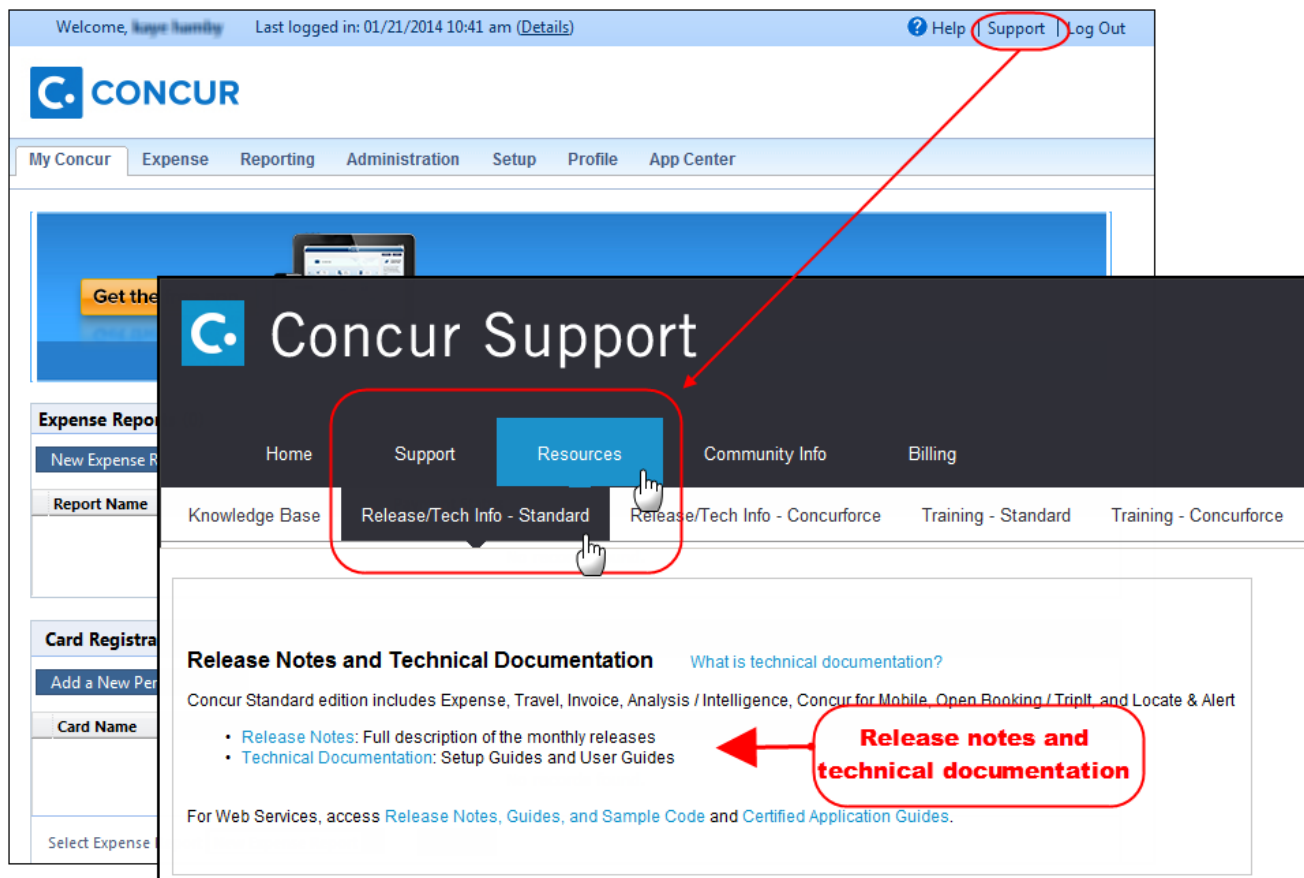 Welcome, Last logged in: 01/21/2014 10:41 am (Details)
? Help | Support | Log Out
C. CONCUR
My Concur Expense Reporting Administration Setup Profile App Center
Get the
Expense Repo
New Expense R
Report Name
Card Registra
Add a New Per
Card Name
Select Expense
C. Concur Support
Home Support Resources Community Info Billing
Knowledge Base Release/Tech Info - Standard Release/Tech Info - Concurforce Training - Standard Training - Concurforce
Release Notes and Technical Documentation What is technical documentation?
Concur Standard edition includes Expense, Travel, Invoice, Analysis / Intelligence, Concur for Mobile, Open Booking / TripIt, and Locate & Alert
• Release Notes: Full description of the monthly releases
• Technical Documentation: Setup Guides and User Guides
Release notes and
technical documentation
For Web Services, access Release Notes, Guides, and Sample Code and Certified Application Guides.